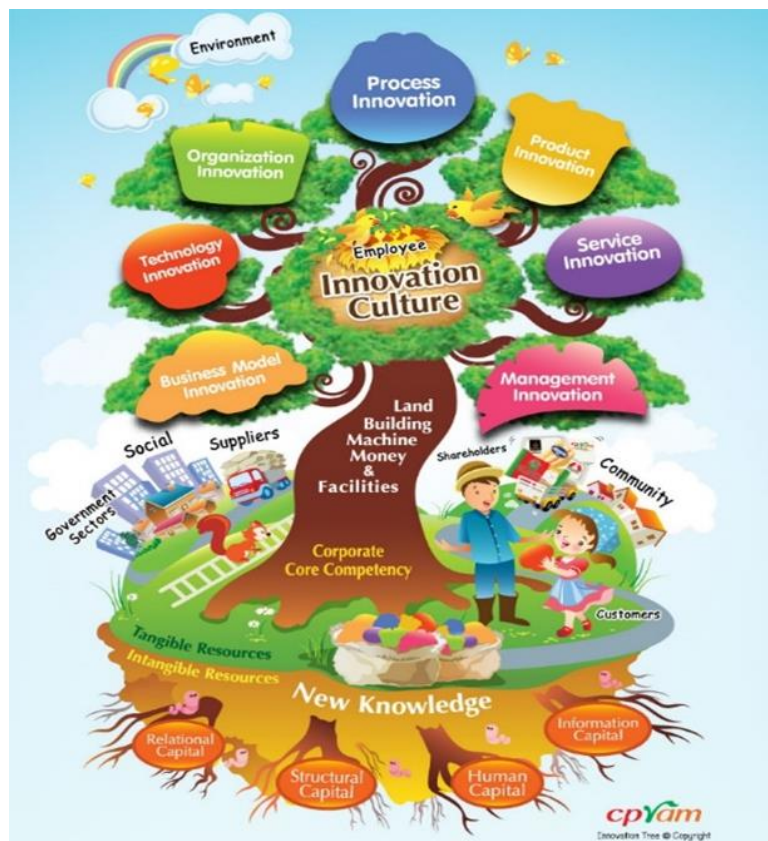 Environment
Process
Innovation
Organization
Innovation
Product
Innovation
Technology
Innovation
Employee
Innovation
Culture
Service
Innovation
Business Model
Innovation
Management
Innovation
Land
Building
Machine
Money
&
Facilities
Social
Suppliers
Government
Sectors
Shareholders
Community
Corporate
Core Competency
Customers
Tangible Resources
Intangible Resources
New Knowledge
Relational
Capital
Structural
Capital
Human
Capital
Information
Capital
cpram
Innovation Tree @ Copyright